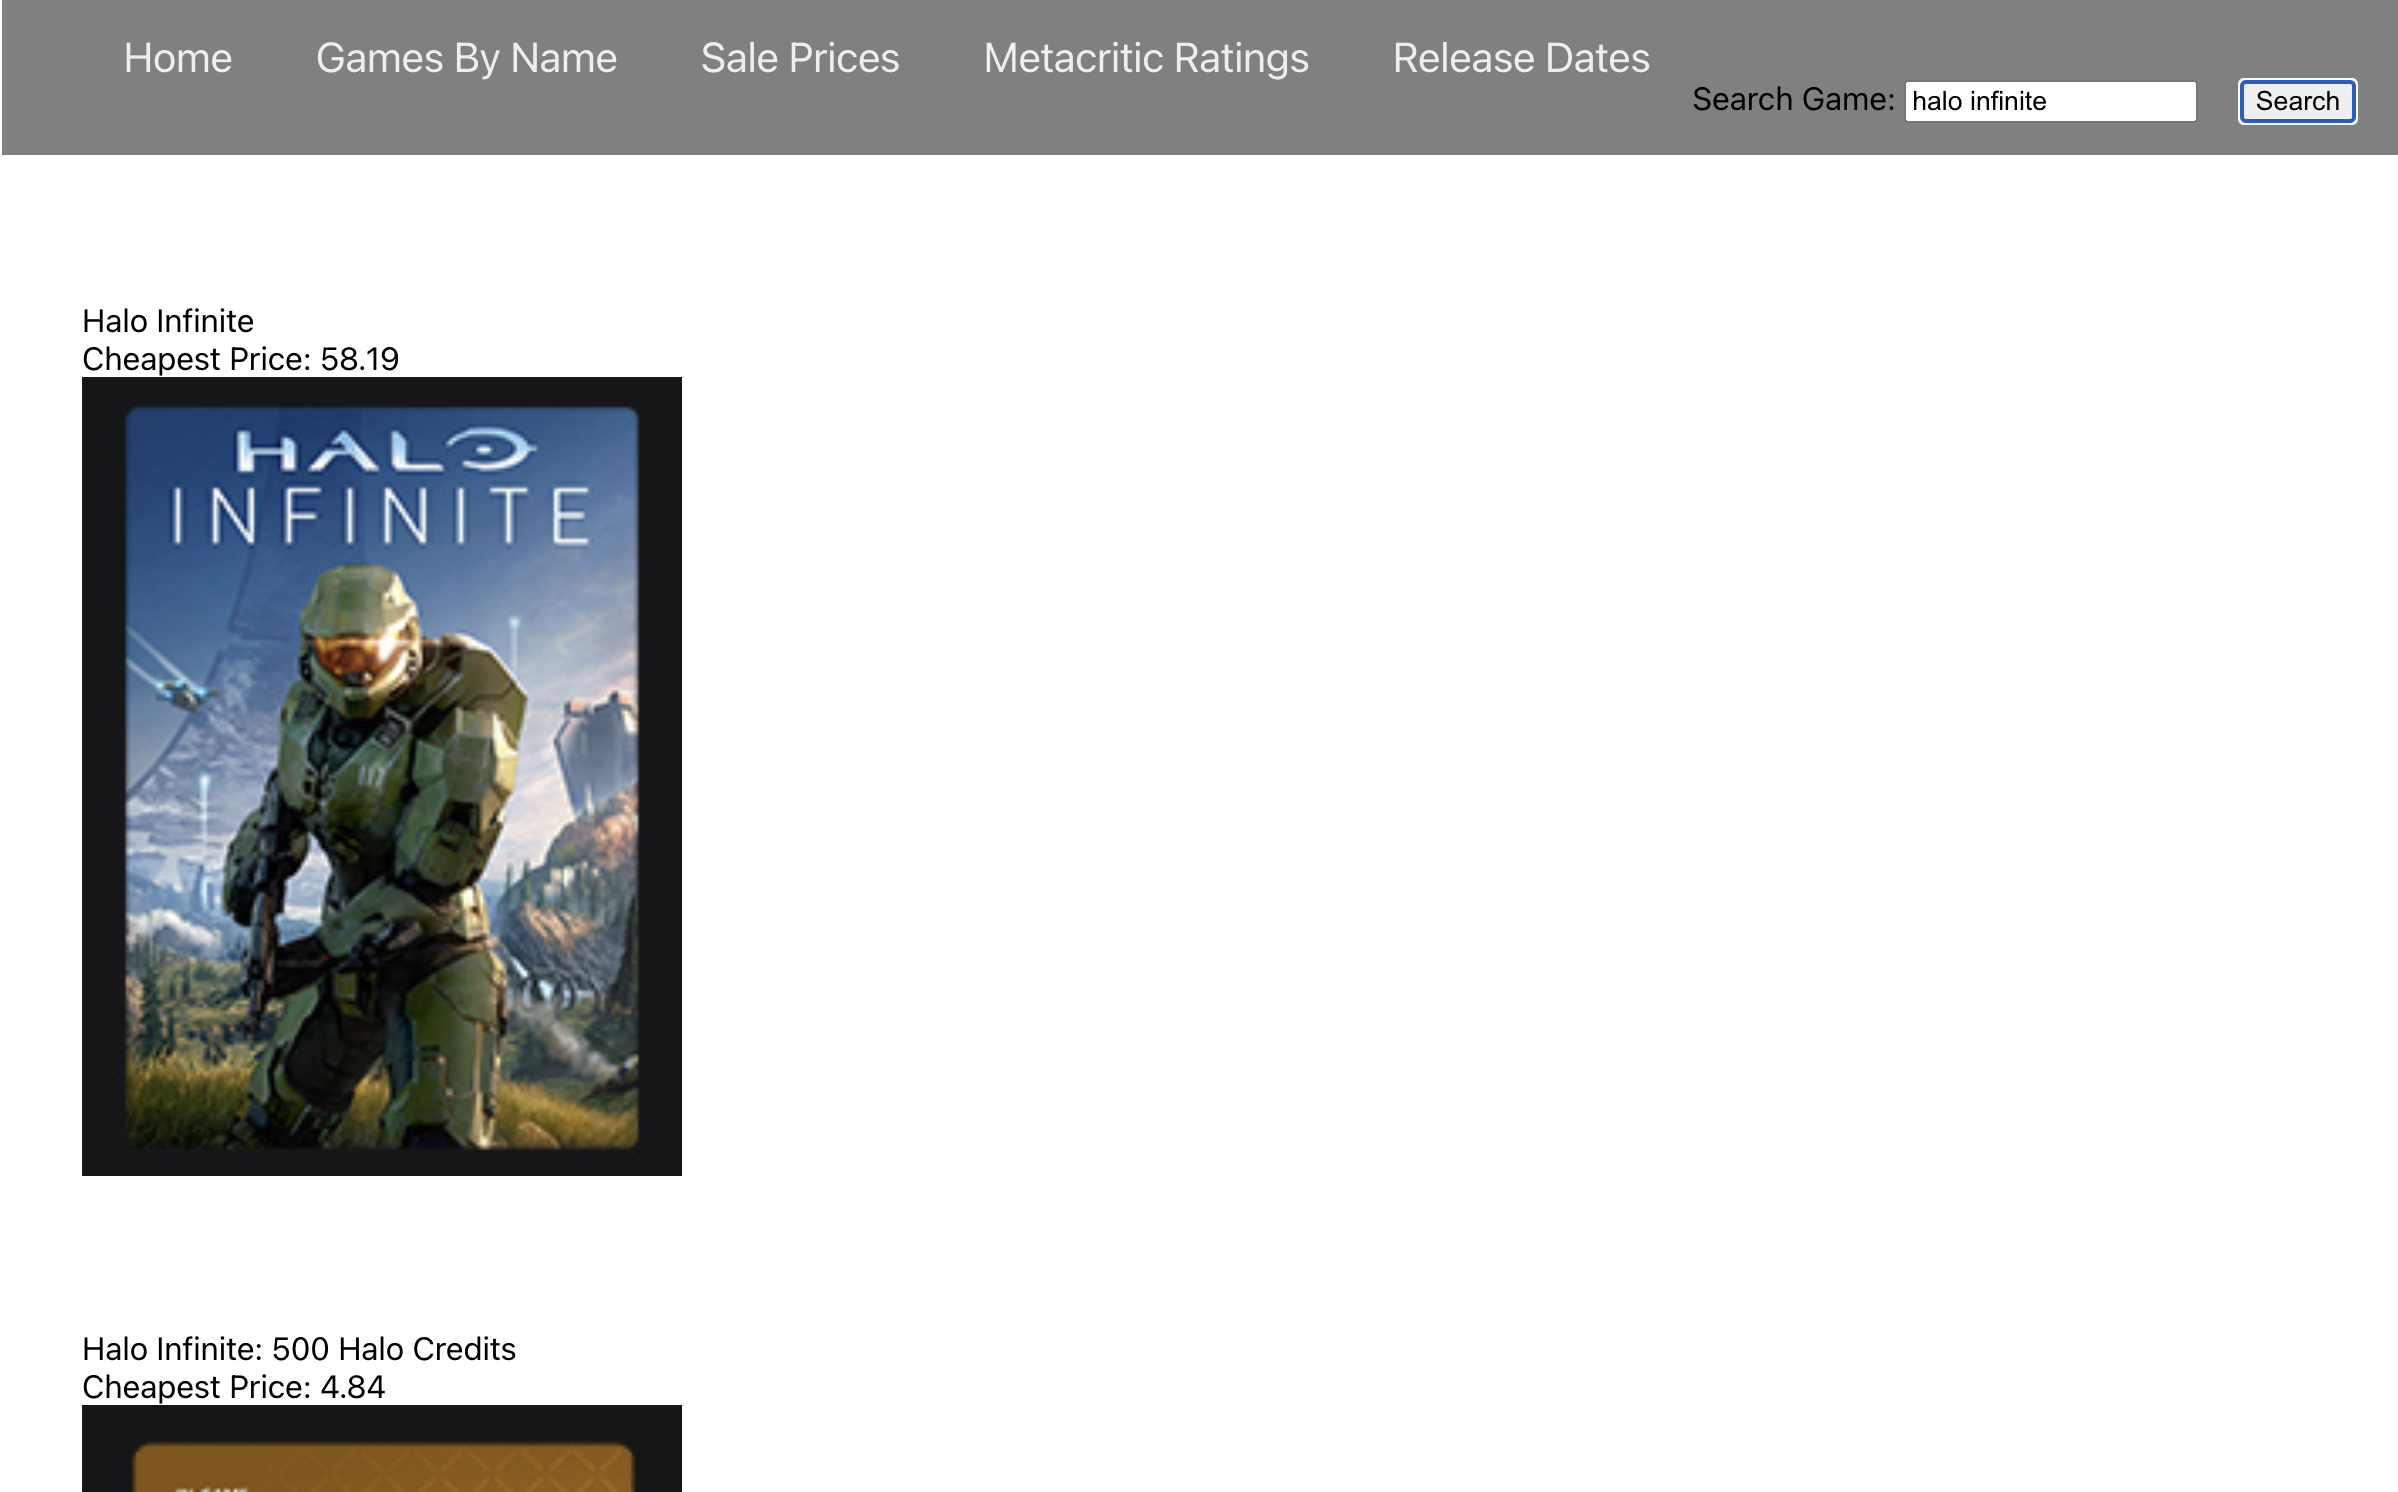 Home Games By Name Sale Prices Metacritic Ratings Release Dates
Search Game: halo infinite Search
Halo Infinite
Cheapest Price: 58.19
HALO
INFINITE
117
Halo Infinite: 500 Halo Credits
Cheapest Price: 4.84